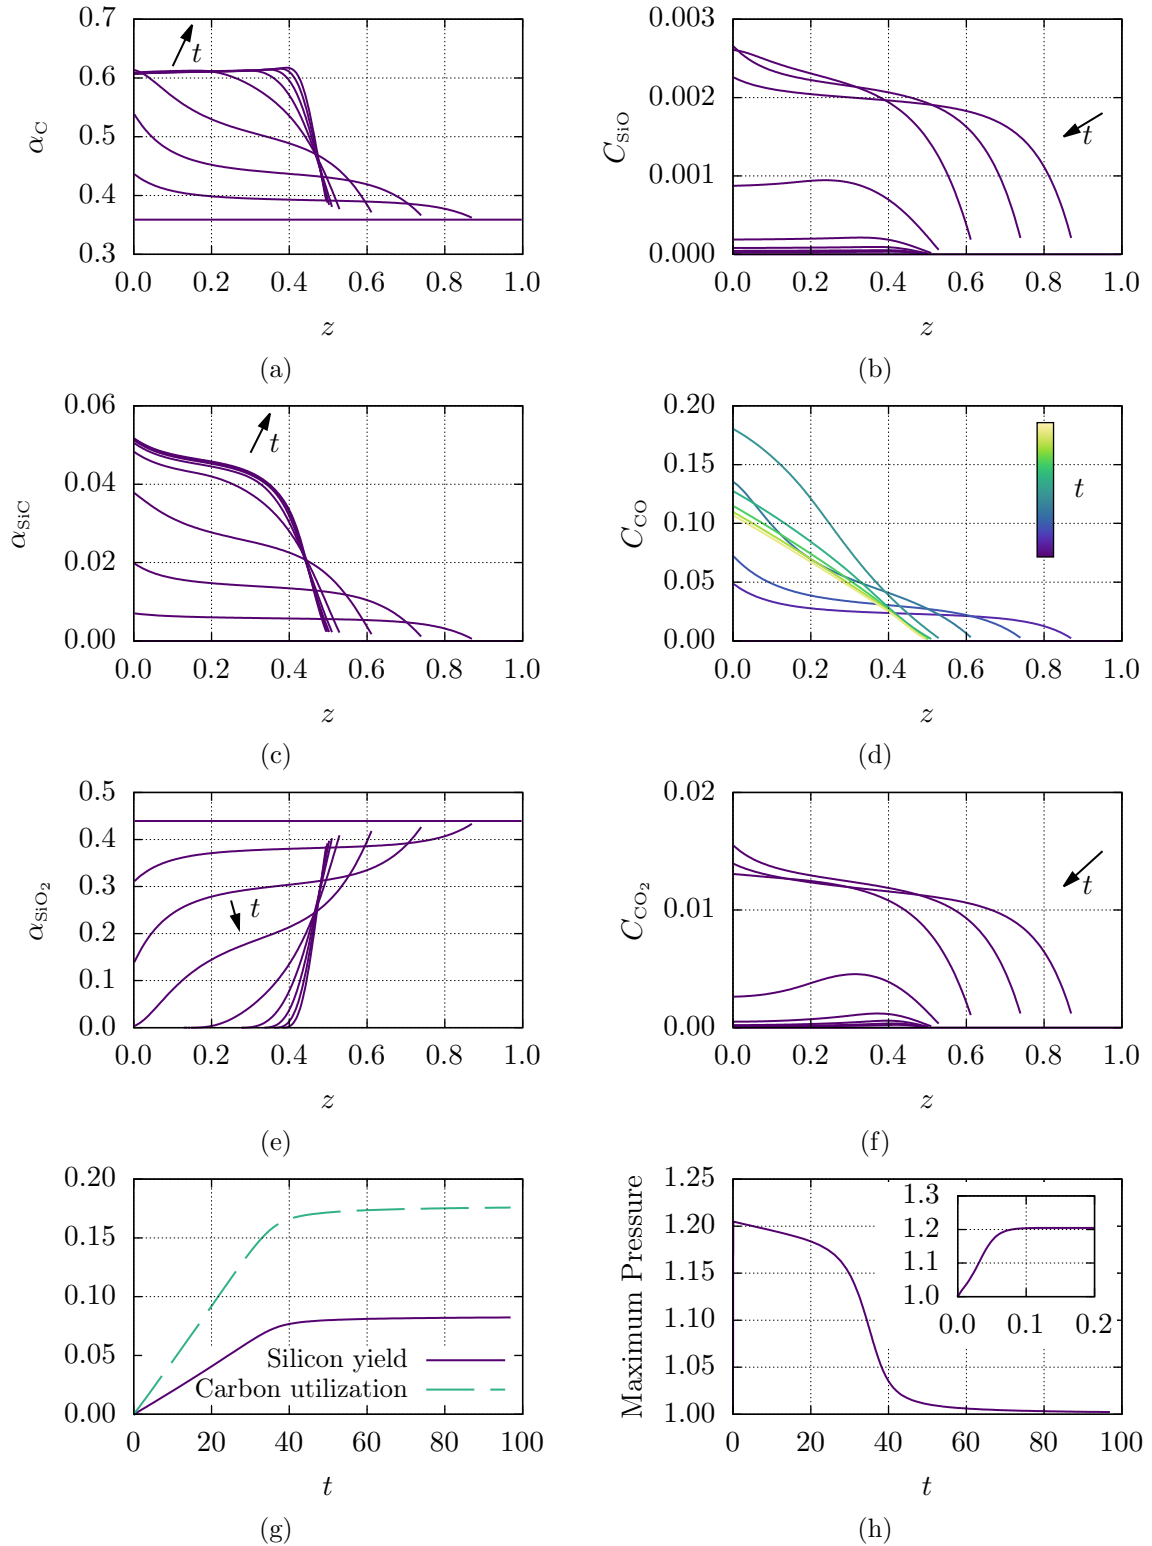 0.7
0.6
0.5
0.4
0.3
α_C
t
0.0 0.2 0.4 0.6 0.8 1.0
z
(a)
0.003
0.002
0.001
0.000
C_SiO
t
0.0 0.2 0.4 0.6 0.8 1.0
z
(b)
0.06
0.04
0.02
0.00
α_SiC
t
0.0 0.2 0.4 0.6 0.8 1.0
z
(c)
0.20
0.15
0.10
0.05
0.00
C_CO
t
0.0 0.2 0.4 0.6 0.8 1.0
z
(d)
0.5
0.4
0.3
0.2
0.1
0.0
α_SiO₂
t
0.0 0.2 0.4 0.6 0.8 1.0
z
(e)
0.02
0.01
0.00
C_CO₂
t
0.0 0.2 0.4 0.6 0.8 1.0
z
(f)
0.20
0.15
0.10
0.05
0.00
Silicon yield
Carbon utilization
0 20 40 60 80 100
t
(g)
1.25
1.20
1.15
1.10
1.05
1.00
Maximum Pressure
1.3
1.2
1.1
1.0
0.0 0.1 0.2
0 20 40 60 80 100
t
(h)